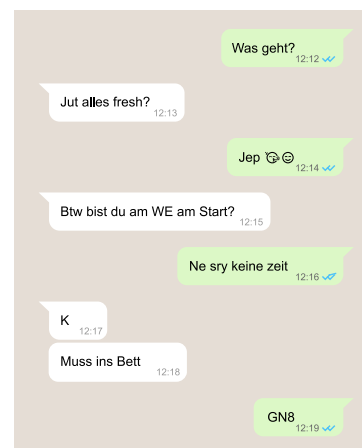 Was geht?
12:12
Jut alles fresh?
12:13
Jep 😘😊
12:14
Btw bist du am WE am Start?
12:15
Ne sry keine zeit
12:16
K
12:17
Muss ins Bett
12:18
GN8
12:19